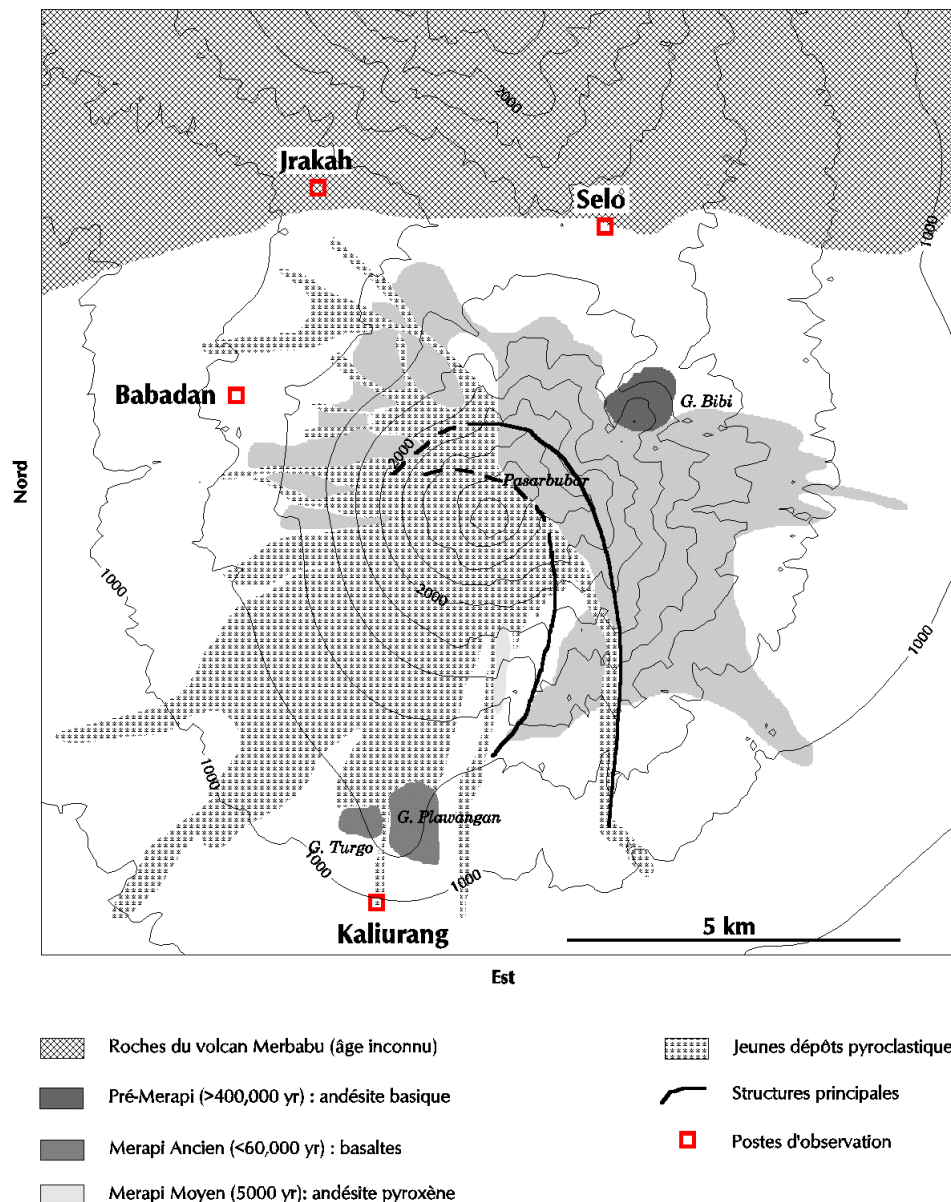 2000
Jrakah
Selo
1000
Babadan
G. Bibi
2000
Nord
Pasarbubar
1000
2000
1000
1000
G. Plawangan
G. Turgo
1000
1000
Kaliurang
5 km
Est
Roches du volcan Merbabu (âge inconnu)
Jeunes dépôts pyroclastique
Pré-Merapi (>400,000 yr) : andésite basique
Structures principales
Merapi Ancien (<60,000 yr) : basaltes
Postes d'observation
Merapi Moyen (5000 yr): andésite pyroxène